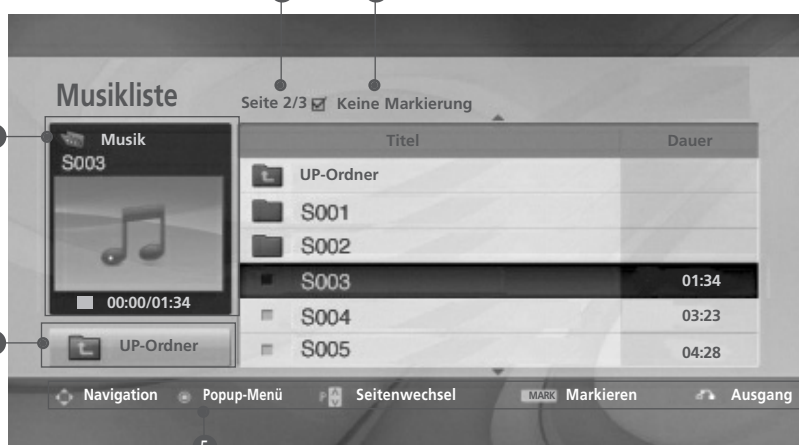 Musikliste
Seite 2/3 Keine Markierung
Musik
S003
00:00/01:34
UP-Ordner
Titel Dauer
UP-Ordner
S001
S002
S003 01:34
S004 03:23
S005 04:28
Navigation Popup-Menü P Seitenwechsel MARK Markieren Ausgang
5